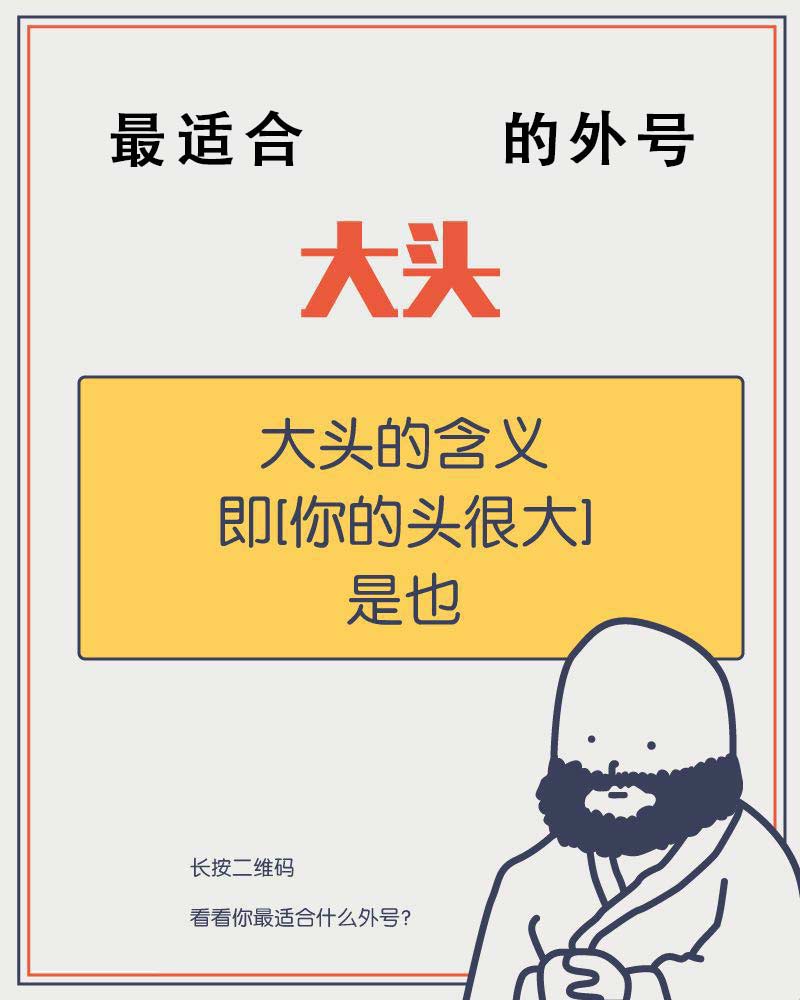 最适合 的外号
大头
大头的含义
即[你的头很大]
是也
长按二维码
看看你最适合什么外号?